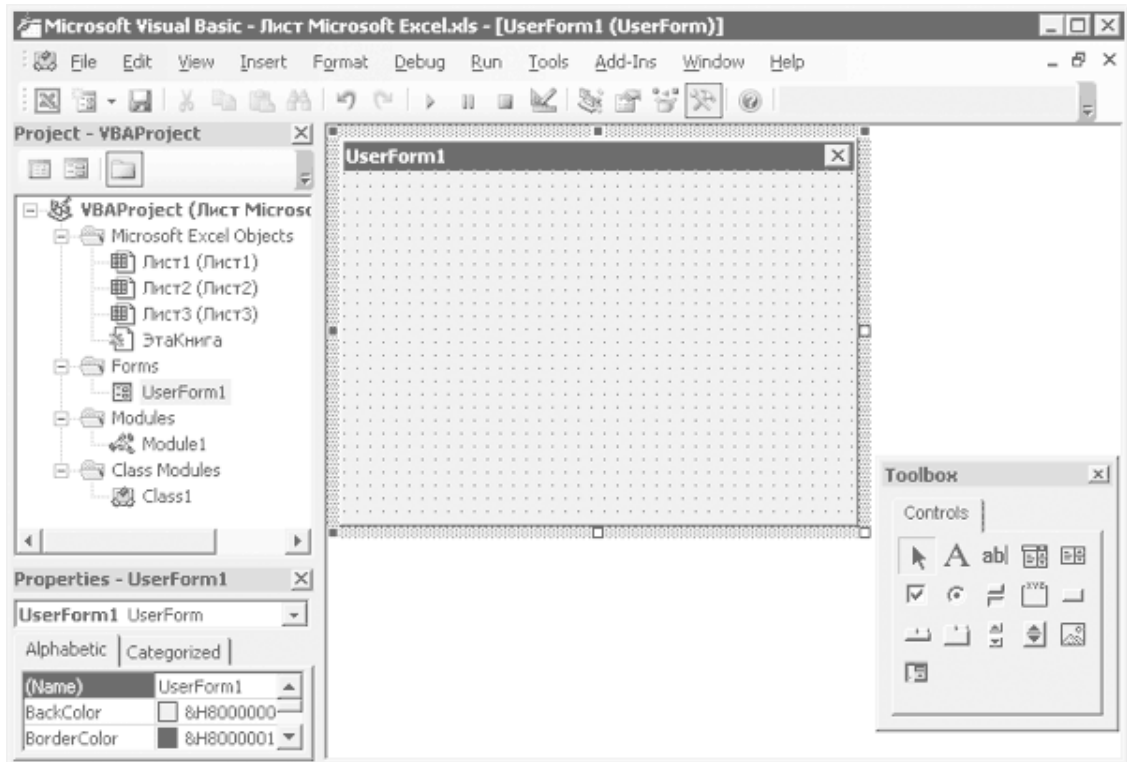 Microsoft Visual Basic - Лист Microsoft Excel.xls - [UserForm1 (UserForm)]
File Edit View Insert Format Debug Run Tools Add-Ins Window Help
Project - VBAProject
VBAProject (Лист Microso
Microsoft Excel Objects
Лист1 (Лист1)
Лист2 (Лист2)
Лист3 (Лист3)
ЭтаКнига
Forms
UserForm1
Modules
Module1
Class Modules
Class1
Properties - UserForm1
UserForm1 UserForm
Alphabetic Categorized
(Name) UserForm1
BackColor &H8000000
BorderColor &H8000001
UserForm1
Toolbox
Controls
A ab|
XYZ